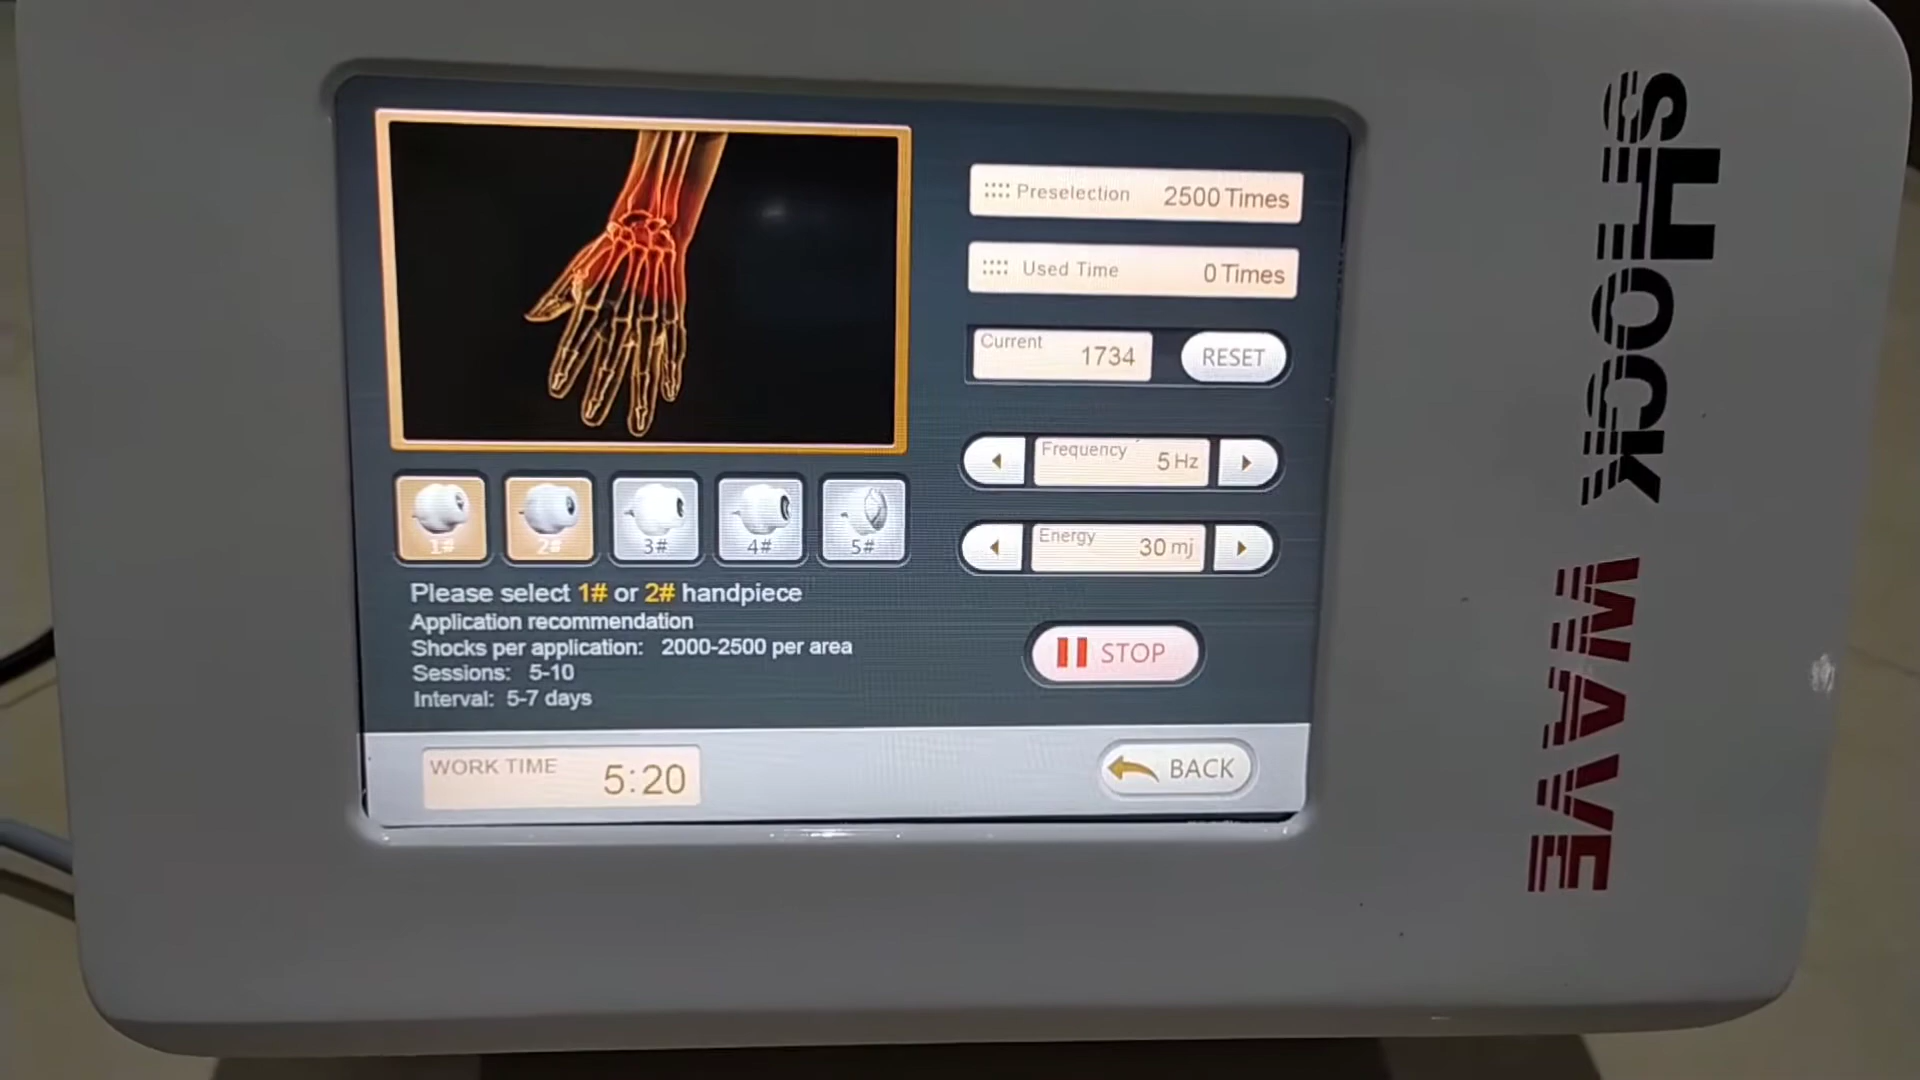 Preselection 2500 Times
Used Time 0 Times
Current 1734 RESET
Frequency 5 Hz
Energy 30 mj
STOP
1# 2# 3# 4# 5#
Please select 1# or 2# handpiece
Application recommendation
Shocks per application: 2000-2500 per area
Sessions: 5-10
Interval: 5-7 days
WORK TIME 5:20
BACK
SHOCK WAVE